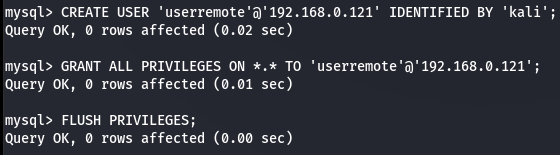 mysql> CREATE USER 'userremote'@'192.168.0.121' IDENTIFIED BY 'kali';
Query OK, 0 rows affected (0.02 sec)
mysql> GRANT ALL PRIVILEGES ON *.* TO 'userremote'@'192.168.0.121';
Query OK, 0 rows affected (0.01 sec)
mysql> FLUSH PRIVILEGES;
Query OK, 0 rows affected (0.00 sec)